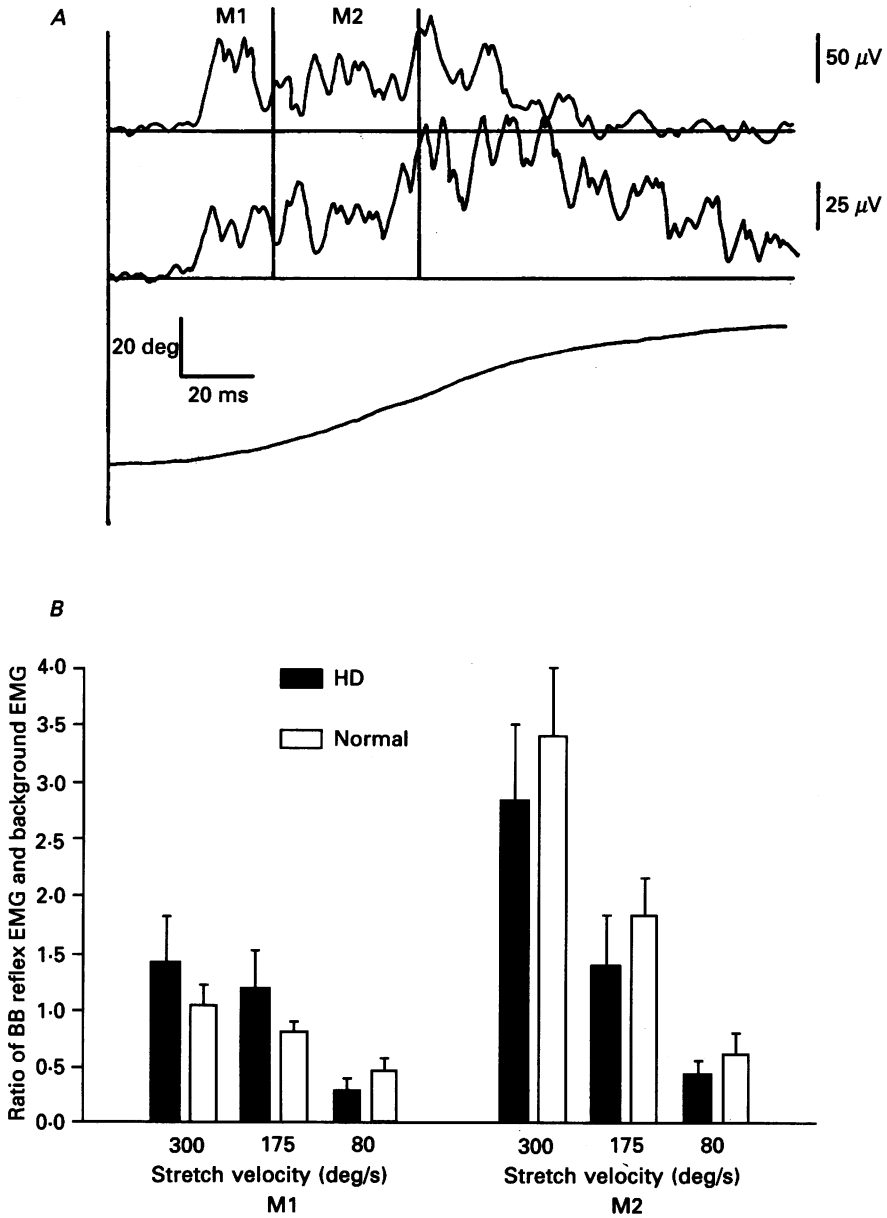 A
M1 M2
50 µV
25 µV
20 deg
20 ms
B
Ratio of BB reflex EMG and background EMG
4·0
3·5
3·0
2·5
2·0
1·5
1·0
0·5
0·0
HD
Normal
300 175 80 300 175 80
Stretch velocity (deg/s) Stretch velocity (deg/s)
M1 M2